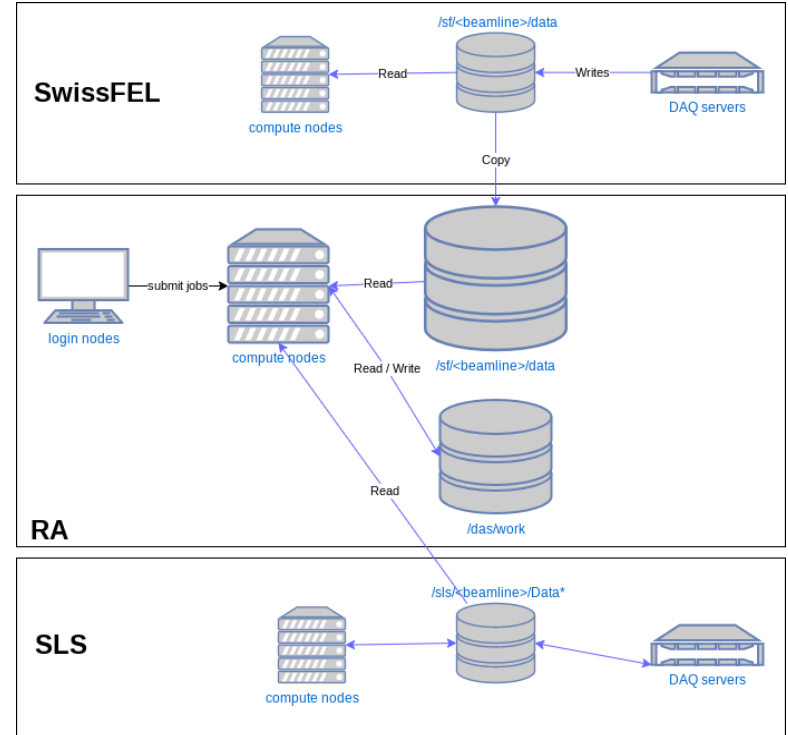 /sf/<beamline>/data
SwissFEL
Read
Writes
compute nodes
DAQ servers
Copy
submit jobs
Read
login nodes
compute nodes
Read / Write
/sf/<beamline>/data
Read
/das/work
RA
/sls/<beamline>/Data*
SLS
compute nodes
DAQ servers